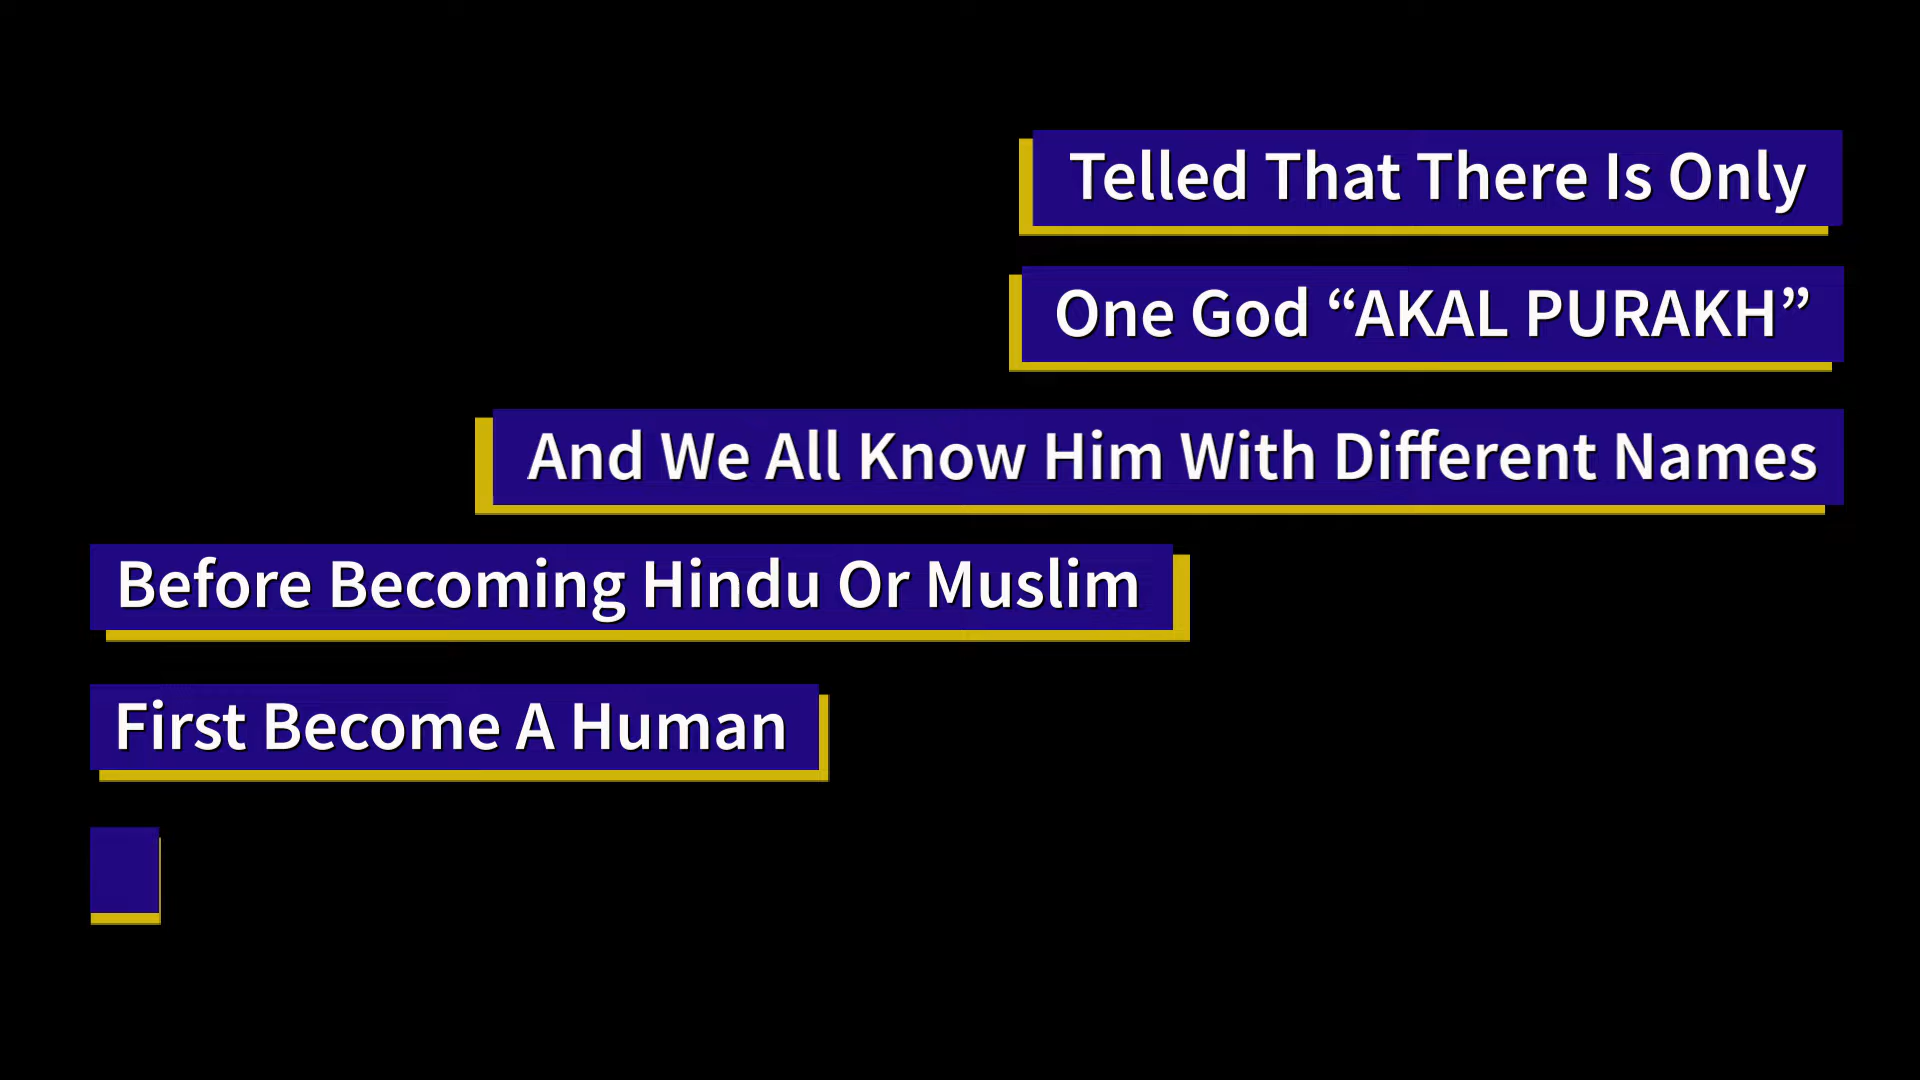 Telled That There Is Only
One God “AKAL PURAKH”
And We All Know Him With Different Names
Before Becoming Hindu Or Muslim
First Become A Human